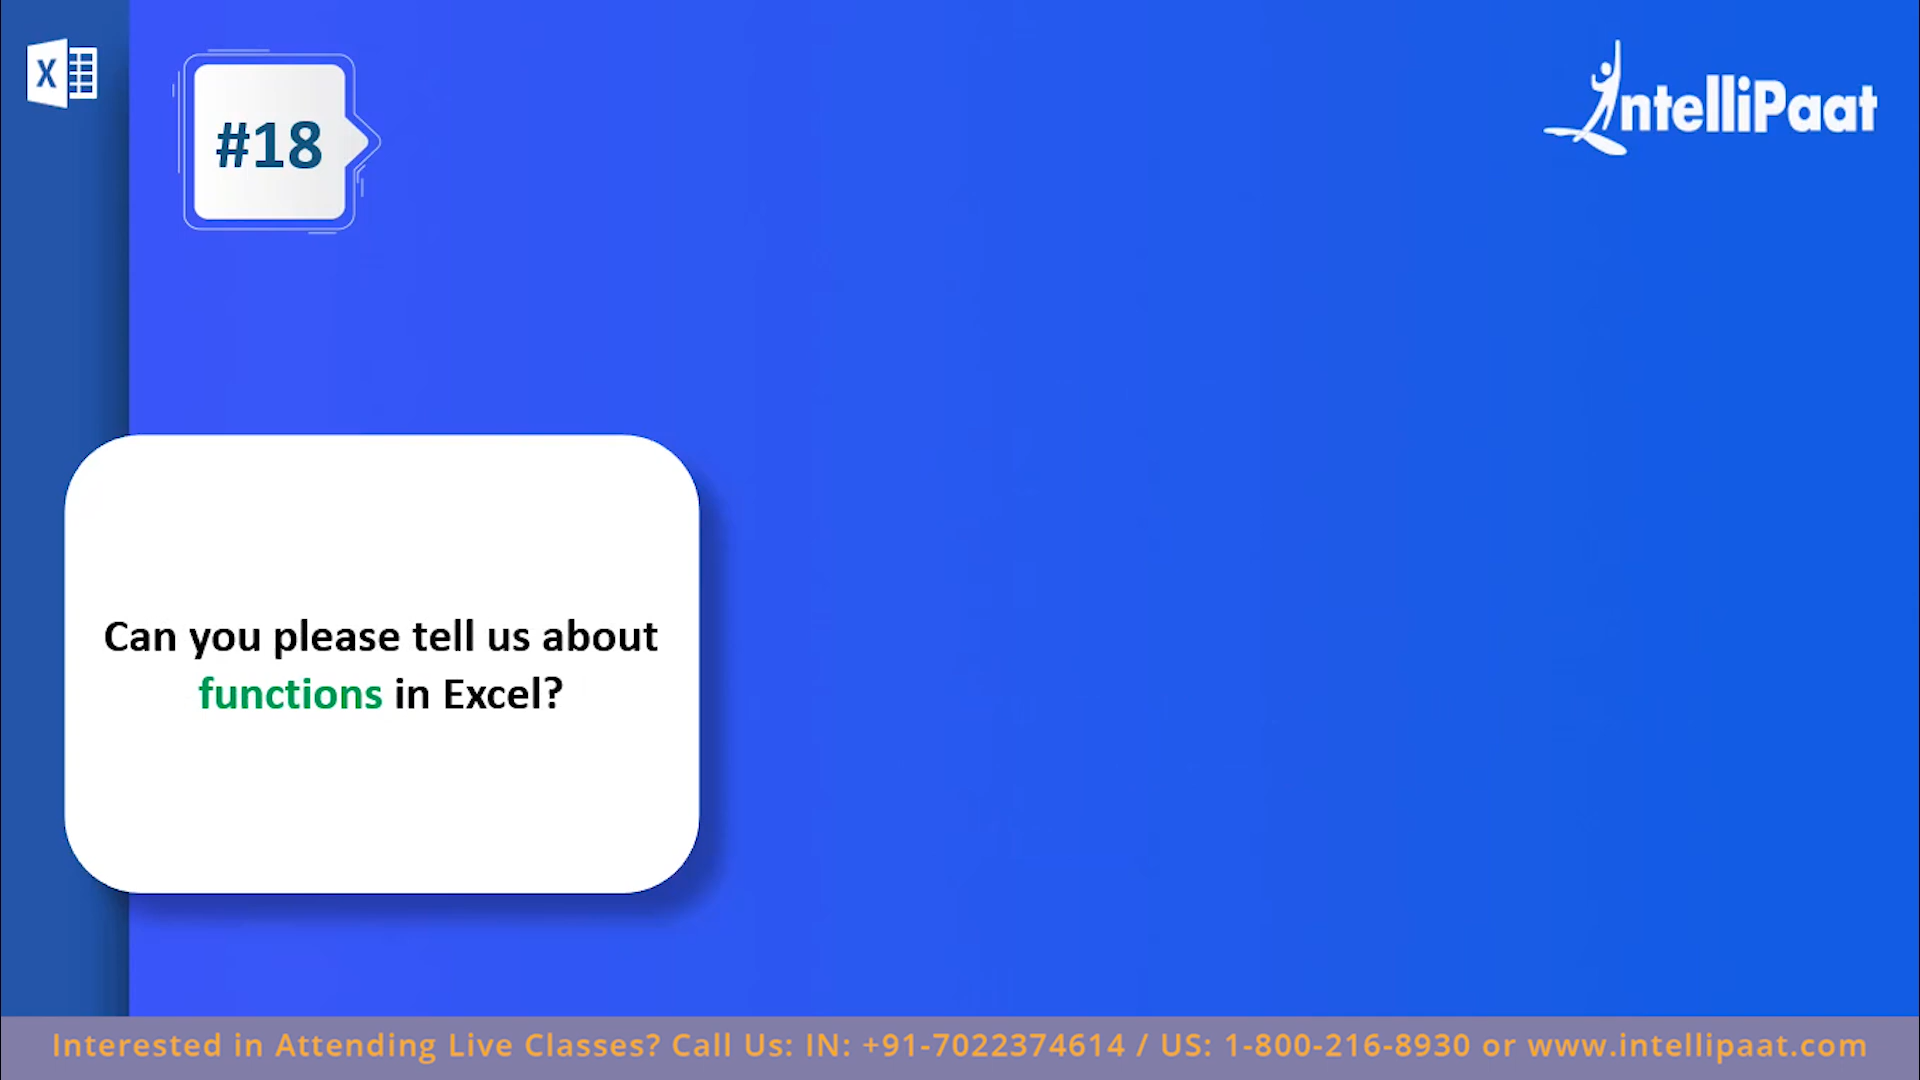 X
#18
IntelliPaat
Can you please tell us about
functions in Excel?
Interested in Attending Live Classes? Call Us: IN: +91-7022374614 / US: 1-800-216-8930 or www.intellipaat.com